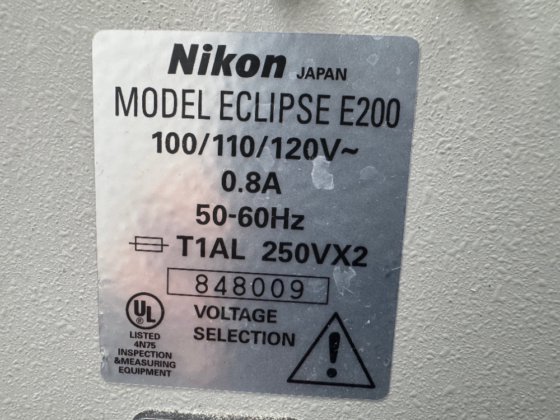 Nikon JAPAN
MODEL ECLIPSE E200
100/110/120V~
0.8A
50-60Hz
T1AL 250VX2
848009
UL
LISTED
4N75
INSPECTION
&MEASURING
EQUIPMENT
VOLTAGE
SELECTION
!